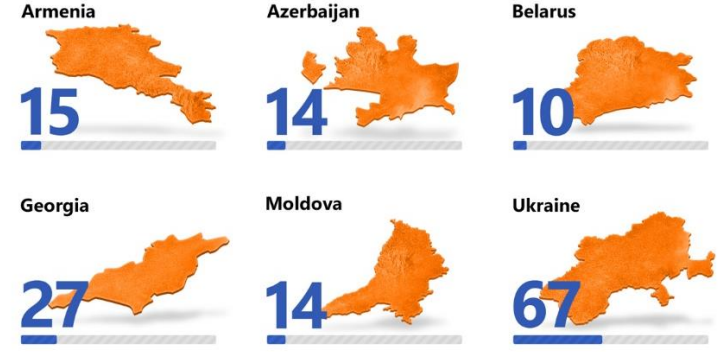 Armenia
15
Azerbaijan
14
Belarus
10
Georgia
27
Moldova
14
Ukraine
67